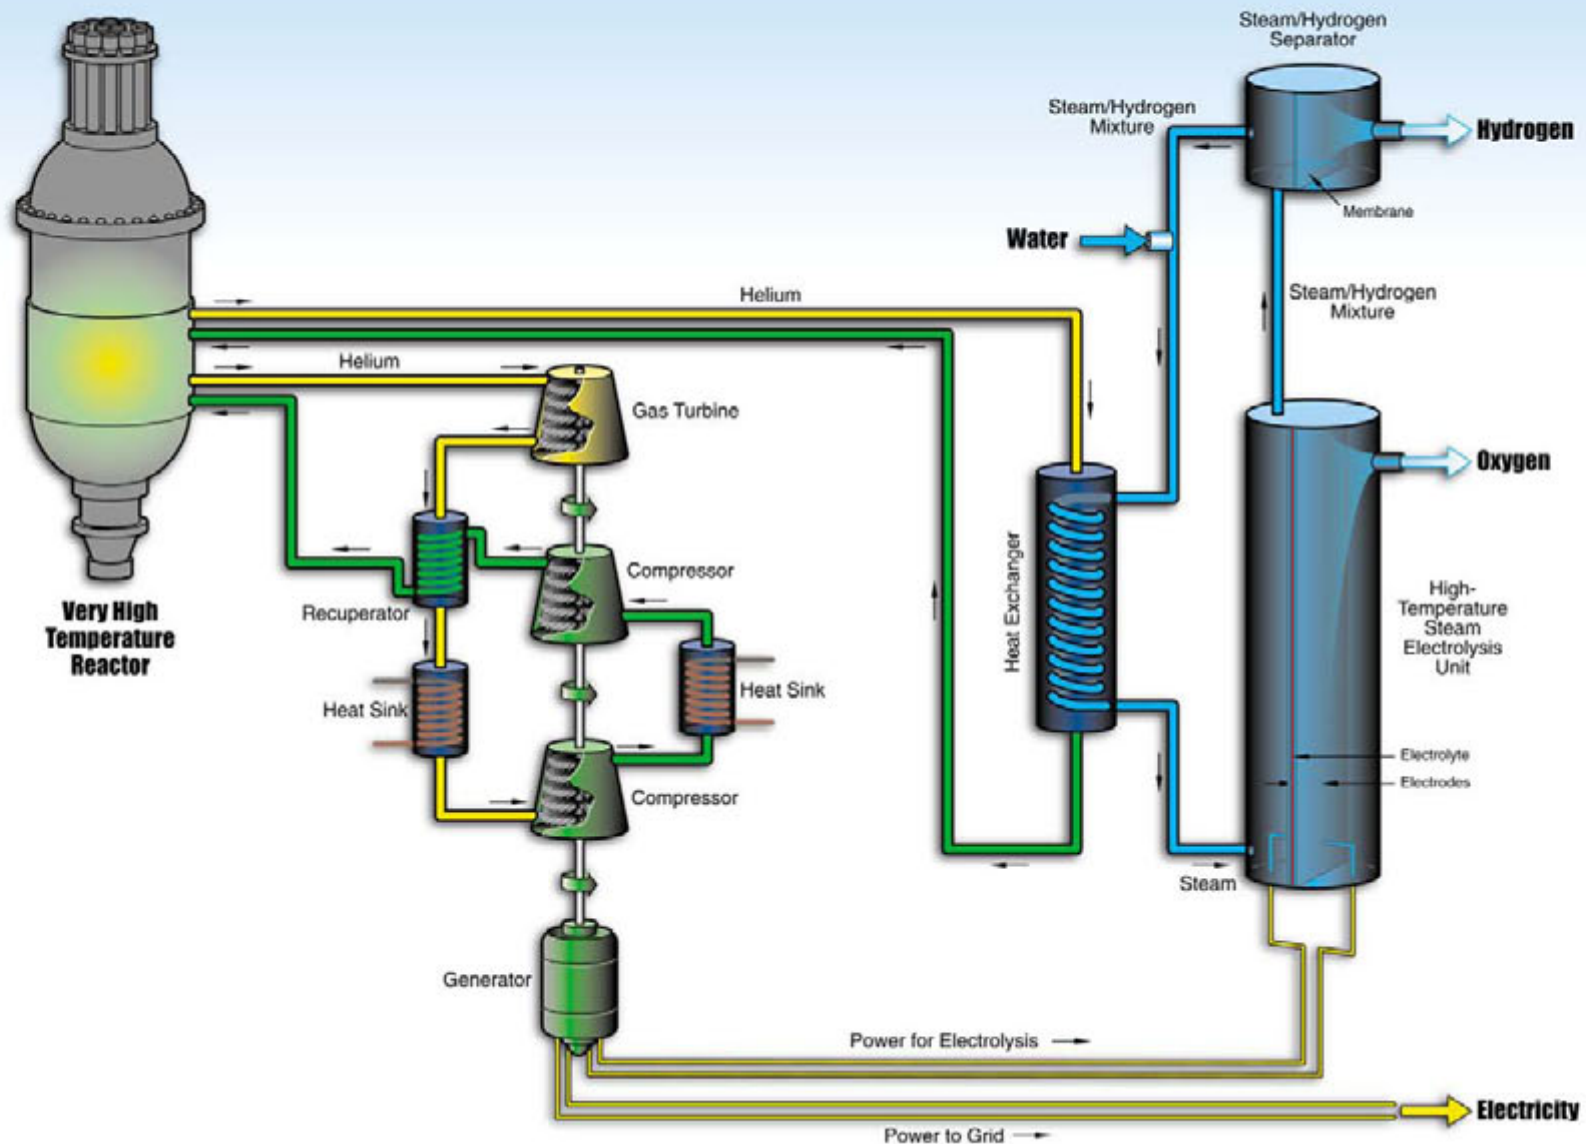 Steam/Hydrogen
Separator
Steam/Hydrogen
Mixture
Hydrogen
Membrane
Water
Steam/Hydrogen
Mixture
Helium
Helium
Gas Turbine
Oxygen
Compressor
Recuperator
Very High
Temperature
Reactor
Heat Exchanger
High-
Temperature
Steam
Electrolysis
Unit
Heat Sink
Heat Sink
Electrolyte
Electrodes
Compressor
Steam
Generator
Power for Electrolysis
Electricity
Power to Grid